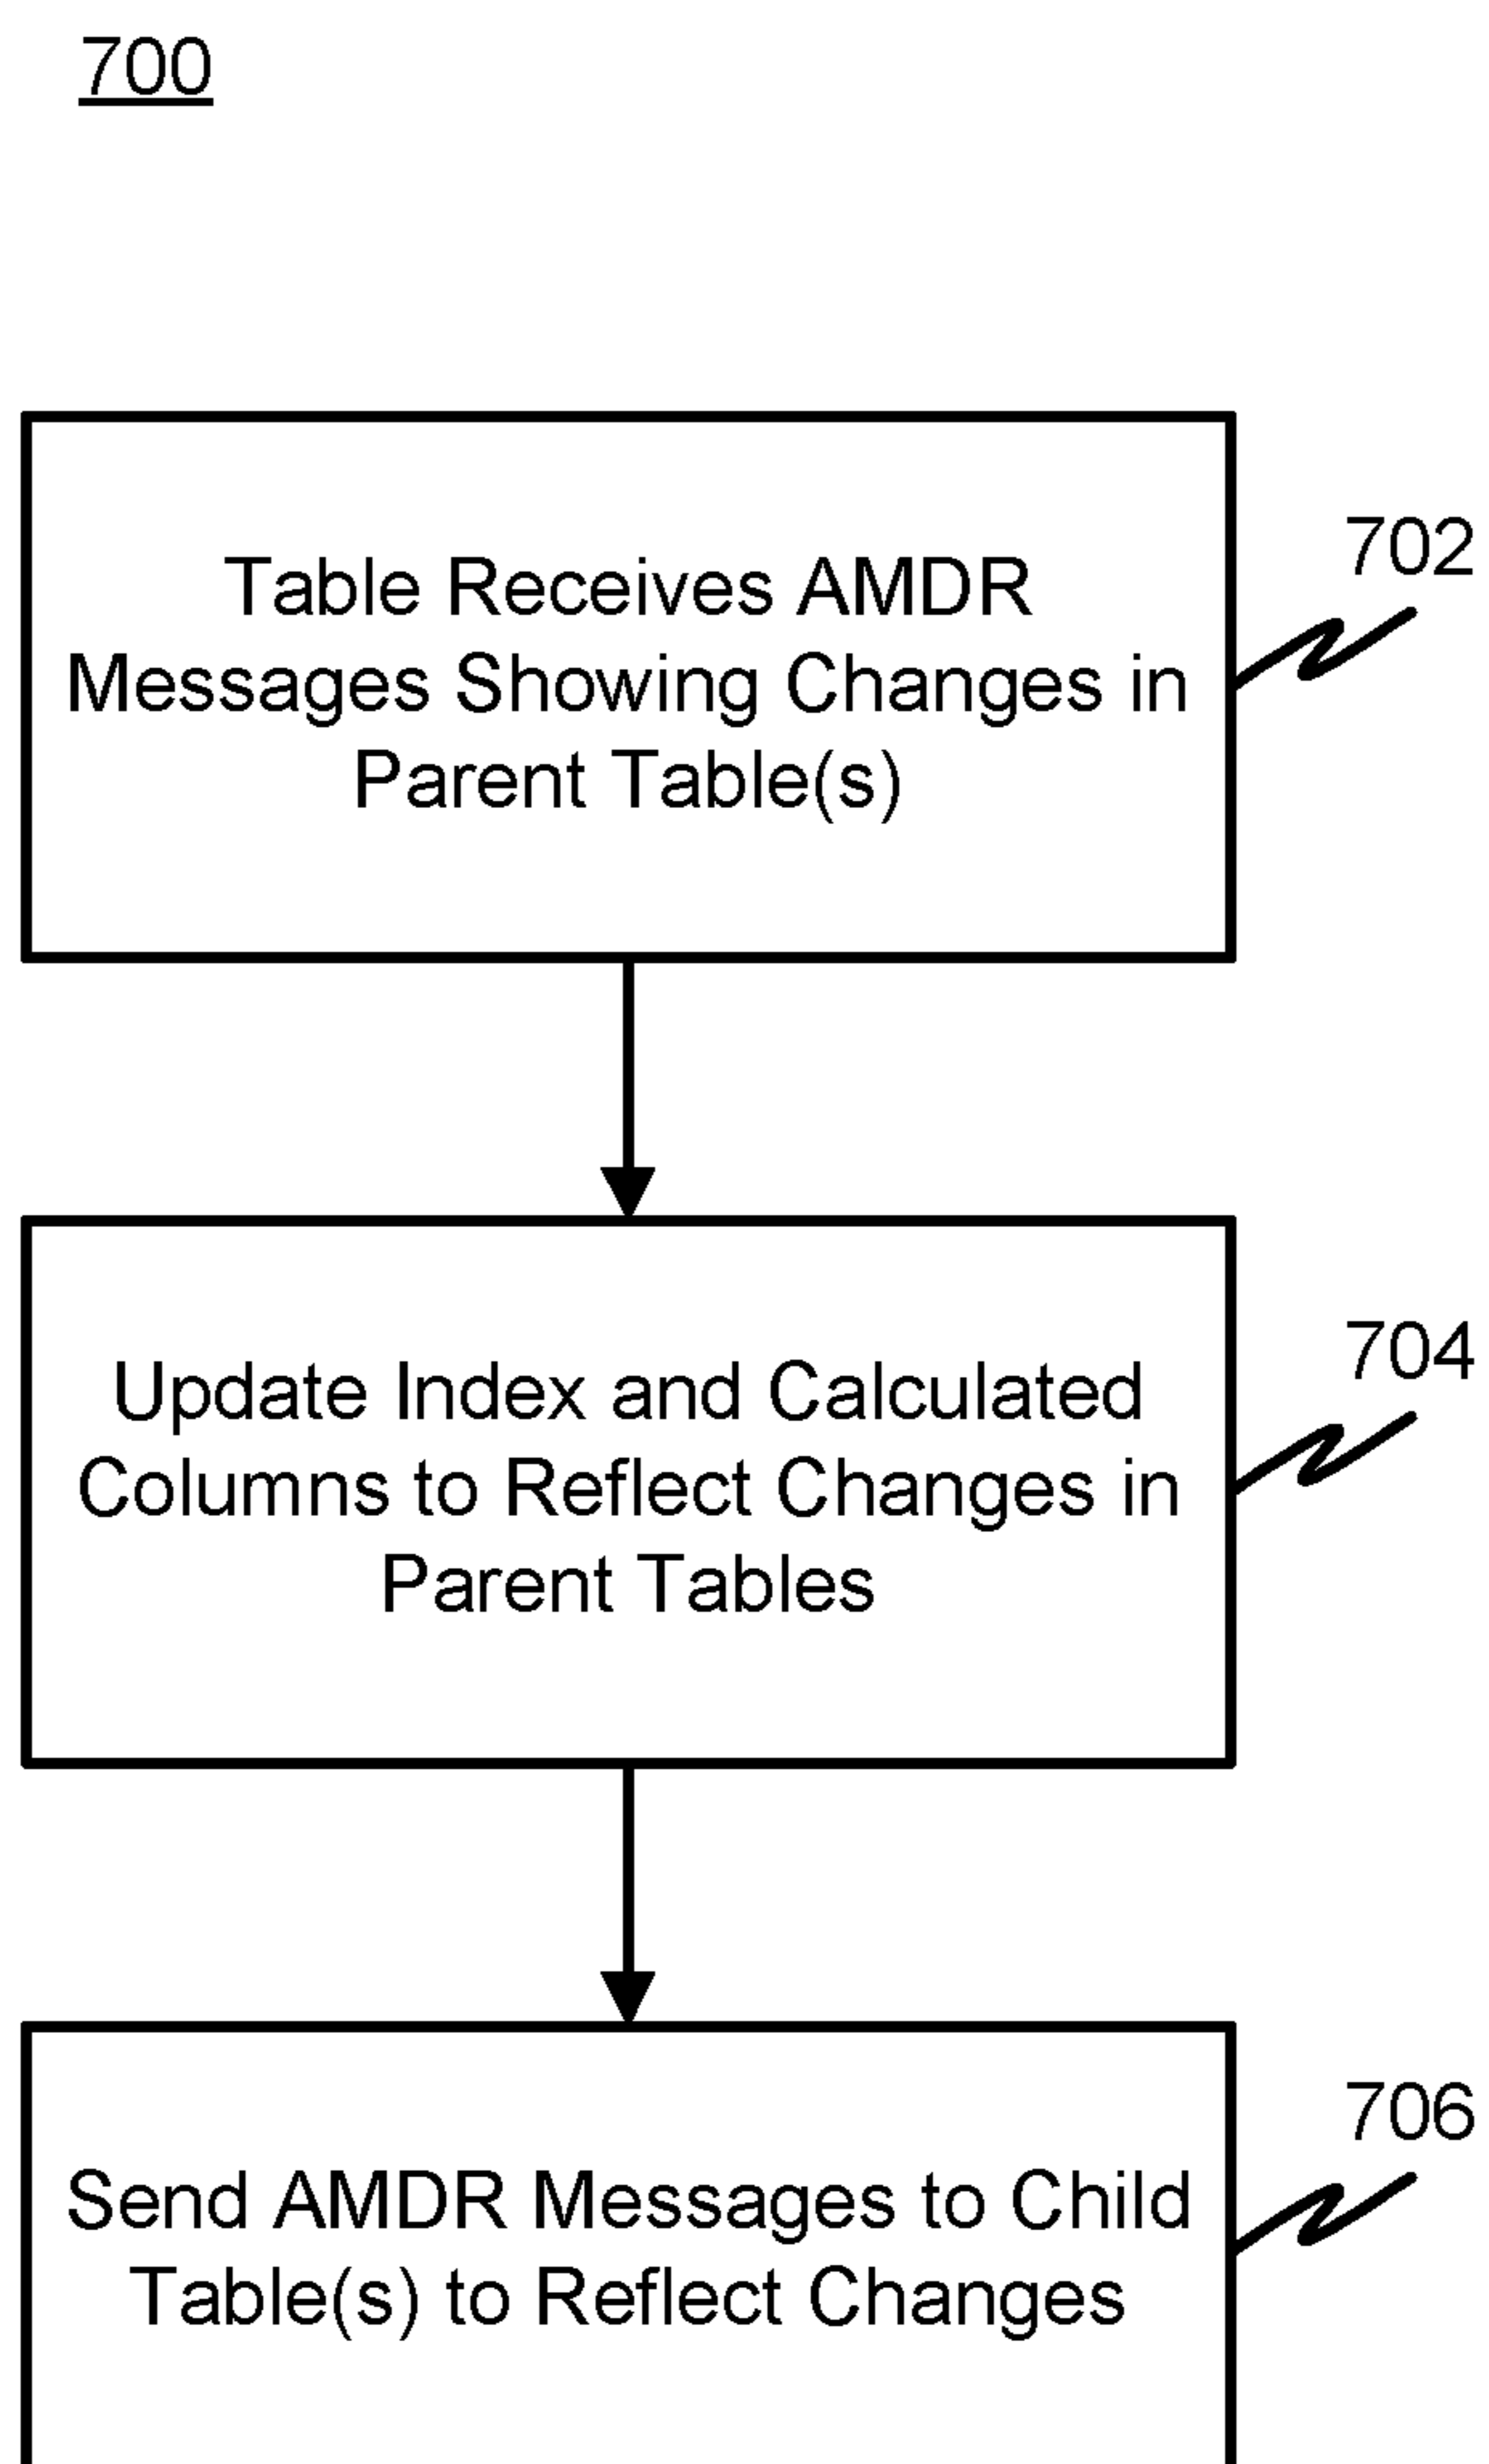 700
702
Table Receives AMDR
Messages Showing Changes in
Parent Table(s)
704
Update Index and Calculated
Columns to Reflect Changes in
Parent Tables
706
Send AMDR Messages to Child
Table(s) to Reflect Changes